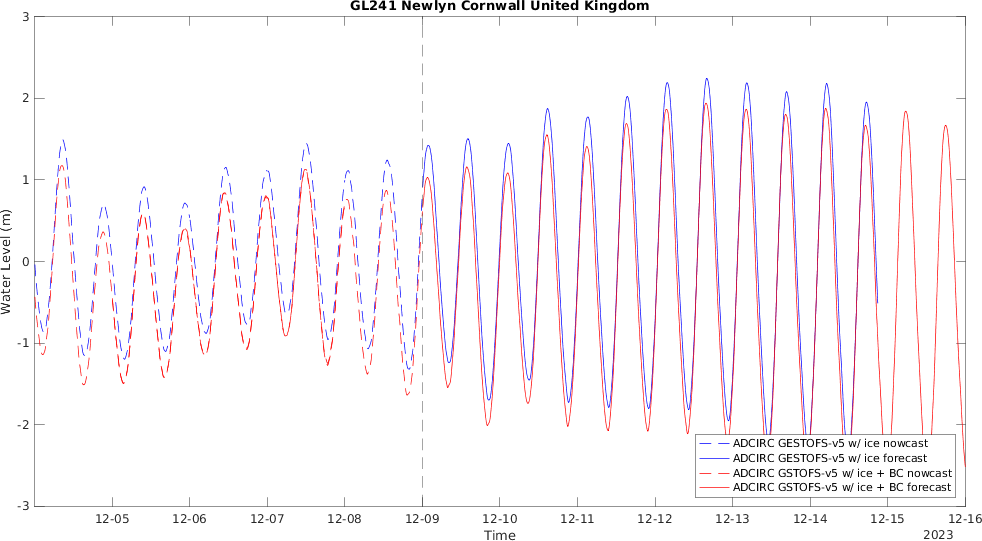 GL241 Newlyn Cornwall United Kingdom
3
2
1
0
-1
-2
-3
Water Level (m)
ADCIRC GESTOFS-v5 w/ ice nowcast
ADCIRC GESTOFS-v5 w/ ice forecast
ADCIRC GSTOFS-v5 w/ ice + BC nowcast
ADCIRC GSTOFS-v5 w/ ice + BC forecast
12-05 12-06 12-07 12-08 12-09 12-10 12-11 12-12 12-13 12-14 12-15 12-16
Time 2023